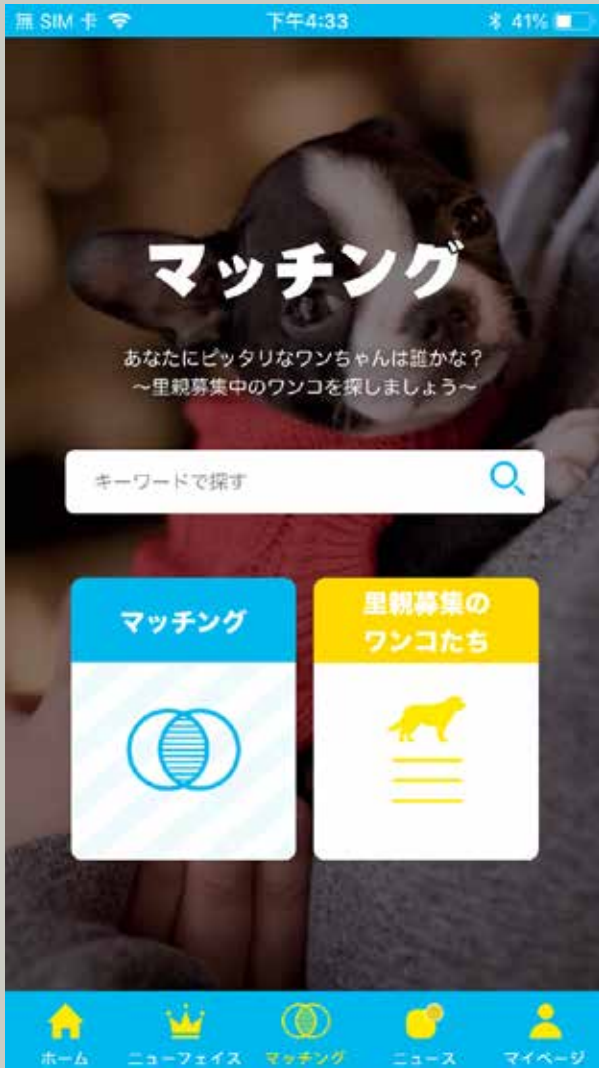 無 SIM 卡
下午4:33
41%
マッチング
あなたにピッタリなワンちゃんは誰かな？
〜里親募集中のワンコを探しましょう〜
キーワードで探す
マッチング
里親募集の
ワンコたち
ホーム
ニューフェイス
マッチング
ニュース
マイページ